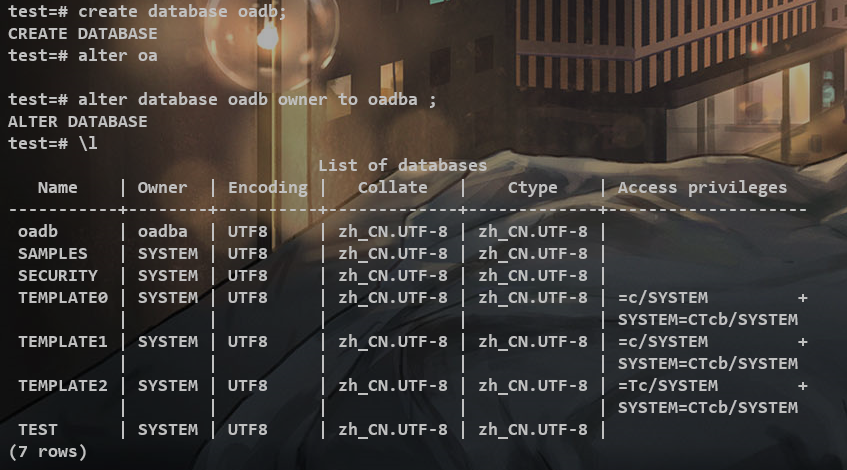 test=# create database oadb;
CREATE DATABASE
test=# alter oa
test=# alter database oadb owner to oadba ;
ALTER DATABASE
test=# \l
                               List of databases
   Name    | Owner  | Encoding |   Collate   |    Ctype    | Access privileges
-----------+--------+----------+-------------+-------------+--------------------
 oadb      | oadba  | UTF8     | zh_CN.UTF-8 | zh_CN.UTF-8 |
 SAMPLES   | SYSTEM | UTF8     | zh_CN.UTF-8 | zh_CN.UTF-8 |
 SECURITY  | SYSTEM | UTF8     | zh_CN.UTF-8 | zh_CN.UTF-8 |
 TEMPLATE0 | SYSTEM | UTF8     | zh_CN.UTF-8 | zh_CN.UTF-8 | =c/SYSTEM         +
           |        |          |             |             | SYSTEM=CTcb/SYSTEM
 TEMPLATE1 | SYSTEM | UTF8     | zh_CN.UTF-8 | zh_CN.UTF-8 | =c/SYSTEM         +
           |        |          |             |             | SYSTEM=CTcb/SYSTEM
 TEMPLATE2 | SYSTEM | UTF8     | zh_CN.UTF-8 | zh_CN.UTF-8 | =Tc/SYSTEM        +
           |        |          |             |             | SYSTEM=CTcb/SYSTEM
 TEST      | SYSTEM | UTF8     | zh_CN.UTF-8 | zh_CN.UTF-8 |
(7 rows)